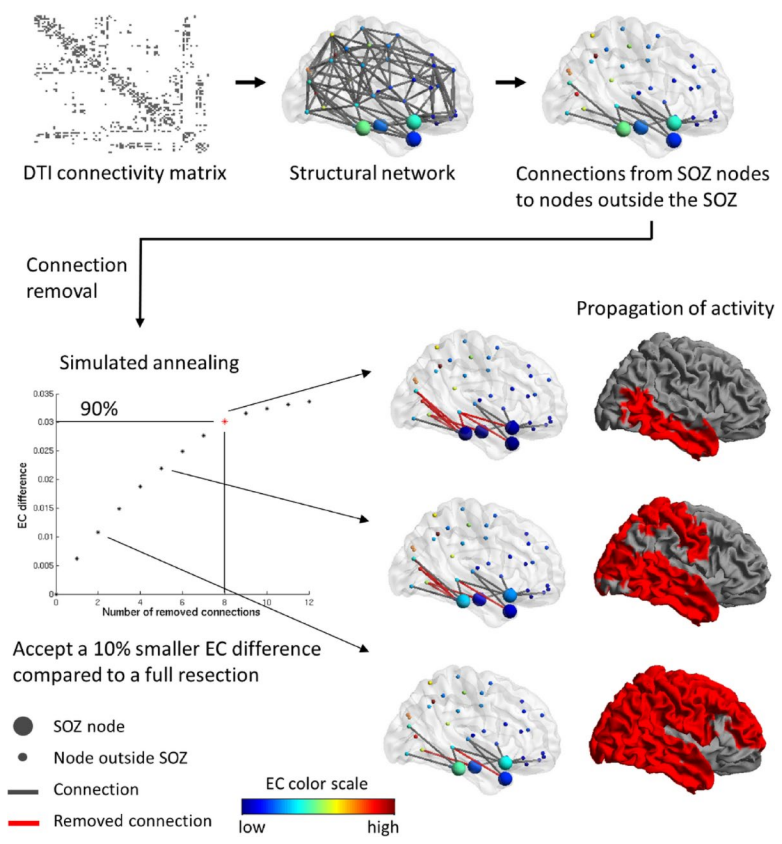 DTI connectivity matrix
Structural network
Connections from SOZ nodes
to nodes outside the SOZ
Connection
removal
Propagation of activity
Simulated annealing
90%
0.035
0.03
0.025
0.02
0.015
0.01
0.005
0
EC difference
0 2 4 6 8 10 12
Number of removed connections
Accept a 10% smaller EC difference
compared to a full resection
SOZ node
Node outside SOZ
Connection
Removed connection
EC color scale
low high